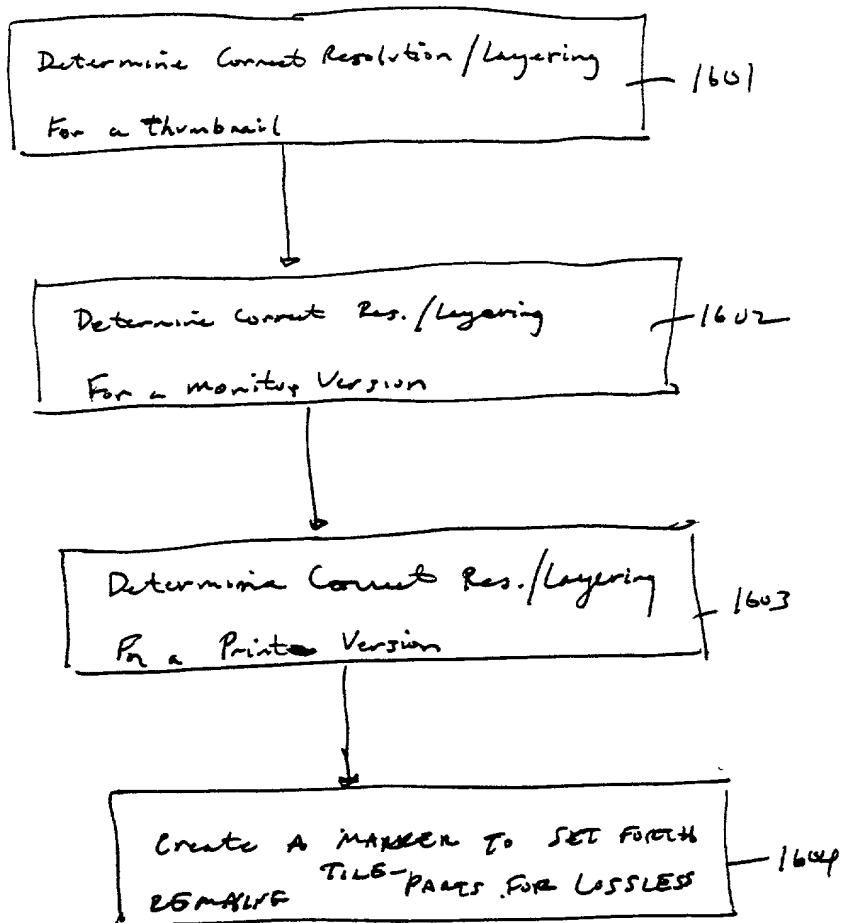 Determine Correct Resolution/Layering
1601
For a thumbnail
Determine Correct Res./Layering
1602
For a monitor Version
Determine Correct Res./Layering
1603
For a Print Version
Create A MARKER TO SET FORTH
TILE-PARTS FOR LOSSLESS
1604